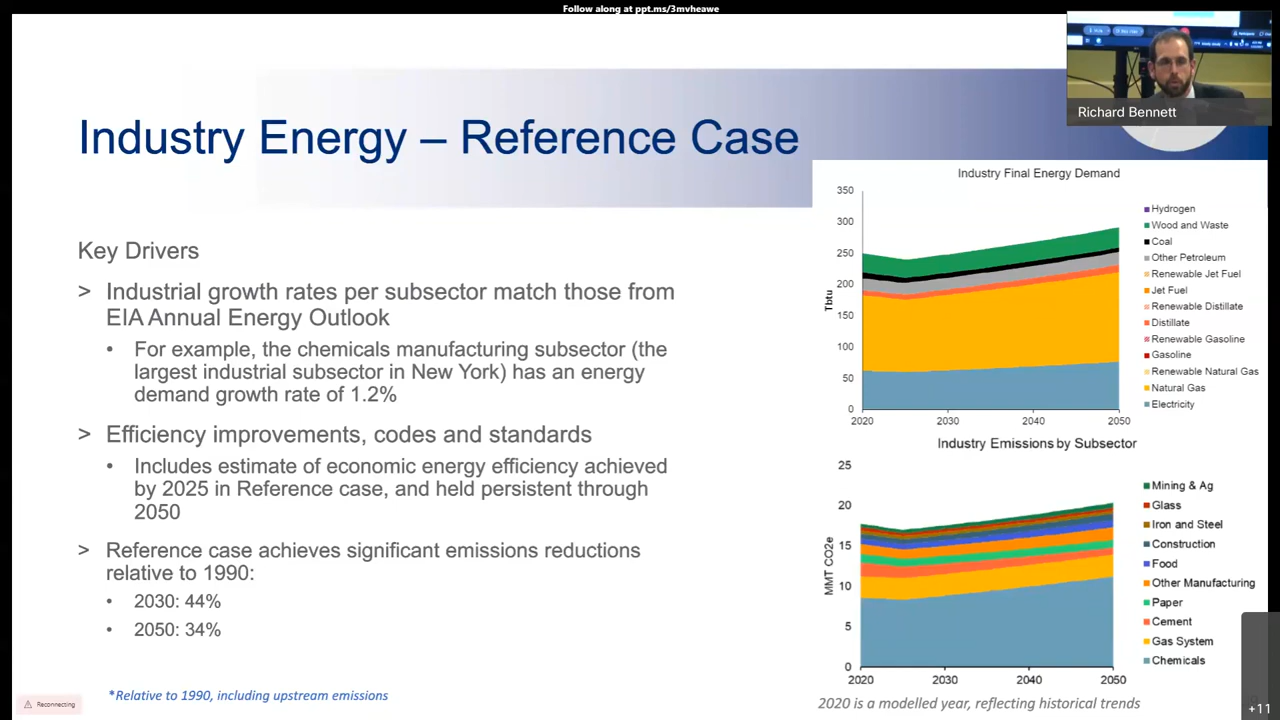 Follow along at ppt.ms/3mvheawe
Richard Bennett
Industry Energy – Reference Case
Key Drivers
> Industrial growth rates per subsector match those from
EIA Annual Energy Outlook
• For example, the chemicals manufacturing subsector (the
largest industrial subsector in New York) has an energy
demand growth rate of 1.2%
> Efficiency improvements, codes and standards
• Includes estimate of economic energy efficiency achieved
by 2025 in Reference case, and held persistent through
2050
> Reference case achieves significant emissions reductions
relative to 1990:
• 2030: 44%
• 2050: 34%
*Relative to 1990, including upstream emissions
Reconnecting
Industry Final Energy Demand
350
300
250
200
150
100
50
0
Tbtu
2020 2030 2040 2050
Hydrogen
Wood and Waste
Coal
Other Petroleum
Renewable Jet Fuel
Jet Fuel
Renewable Distillate
Distillate
Renewable Gasoline
Gasoline
Renewable Natural Gas
Natural Gas
Electricity
Industry Emissions by Subsector
25
20
15
10
5
0
MMT CO2e
2020 2030 2040 2050
Mining & Ag
Glass
Iron and Steel
Construction
Food
Other Manufacturing
Paper
Cement
Gas System
Chemicals
2020 is a modelled year, reflecting historical trends
+11